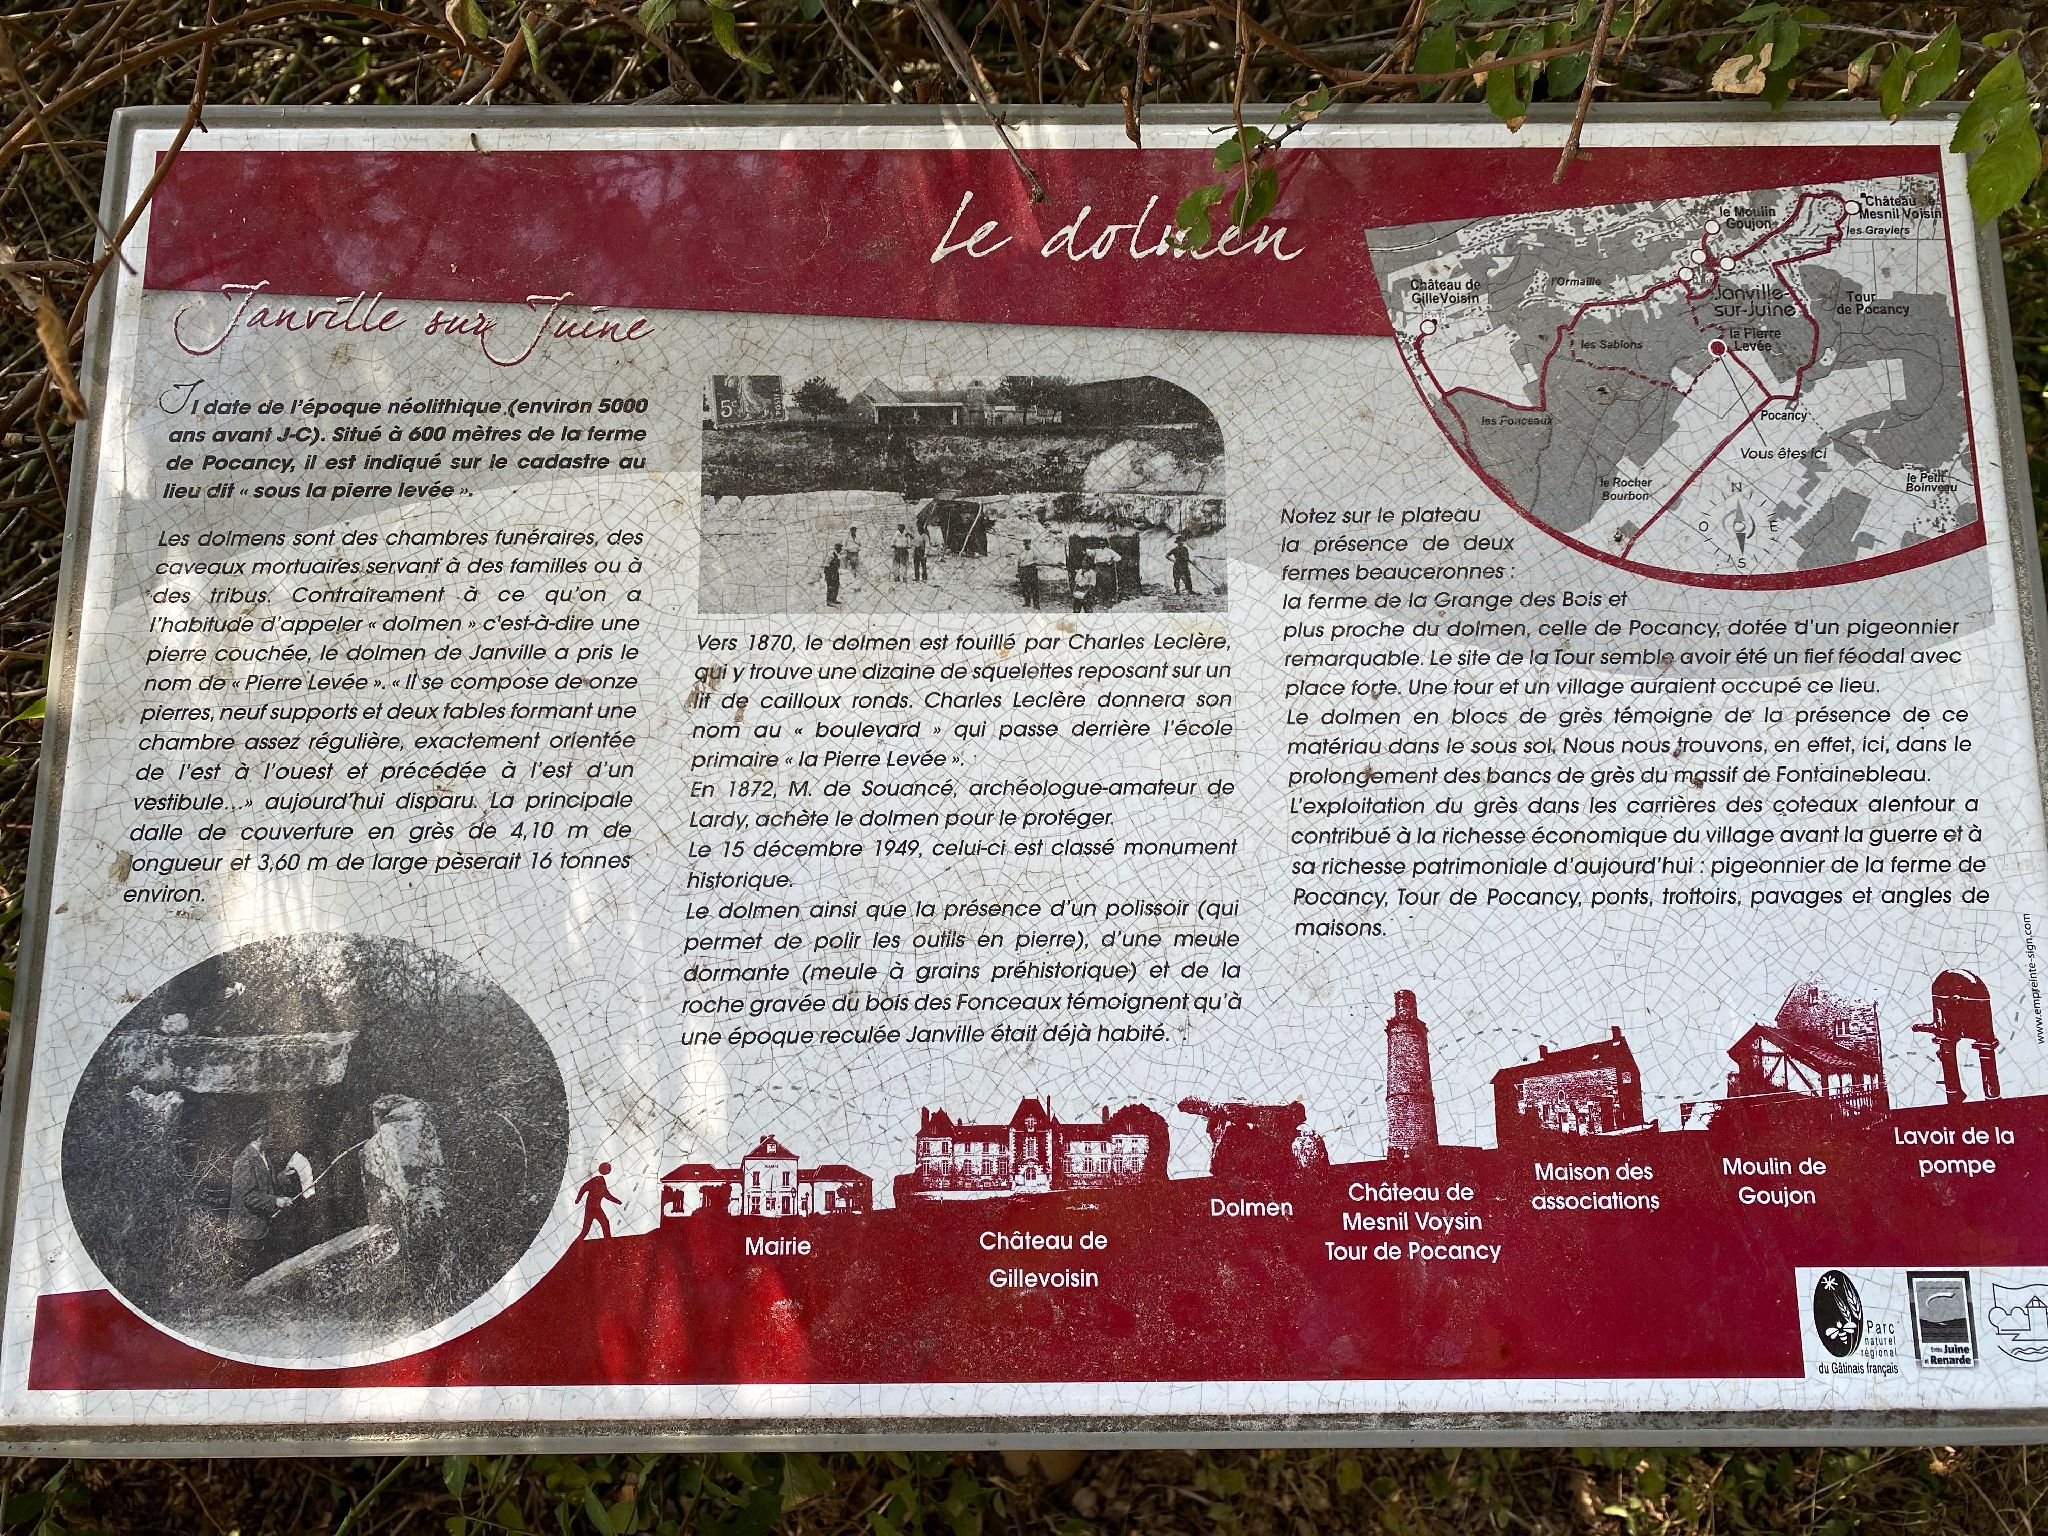 Le dolmen
Janville sur Juine
Il date de l'époque néolithique (environ 5000
ans avant J-C). Situé à 600 mètres de la ferme
de Pocancy, il est indiqué sur le cadastre au
lieu dit « sous la pierre levée ».
Les dolmens sont des chambres funéraires, des
caveaux mortuaires servant à des familles ou à
des tribus. Contrairement à ce qu'on a
l'habitude d'appeler « dolmen » c'est-à-dire une
pierre couchée, le dolmen de Janville a pris le
nom de « Pierre Levée ». « Il se compose de onze
pierres, neuf supports et deux tables formant une
chambre assez régulière, exactement orientée
de l'est à l'ouest et précédée à l'est d'un
vestibule...» aujourd'hui disparu. La principale
dalle de couverture en grès de 4,10 m de
longueur et 3,60 m de large pèserait 16 tonnes
environ.
5c
Vers 1870, le dolmen est fouillé par Charles Leclère,
qui y trouve une dizaine de squelettes reposant sur un
lit de cailloux ronds. Charles Leclère donnera son
nom au « boulevard » qui passe derrière l'école
primaire « la Pierre Levée ».
En 1872, M. de Souancé, archéologue-amateur de
Lardy, achète le dolmen pour le protéger.
Le 15 décembre 1949, celui-ci est classé monument
historique.
Le dolmen ainsi que la présence d'un polissoir (qui
permet de polir les outils en pierre), d'une meule
dormante (meule à grains préhistorique) et de la
roche gravée du bois des Fonceaux témoignent qu'à
une époque reculée Janville était déjà habité.
Château de
GilleVoisin
l'Ormaille
les Sablons
les Fonceaux
le Moulin
Goujon
Château
Mesnil Voisin
les Graviers
Janville-
sur-Juine
la Pierre
Levée
Tour
de Pocancy
Pocancy
Vous êtes ici
le Rocher
Bourbon
le Petit
Boinveau
N
O E
S
Notez sur le plateau
la présence de deux
fermes beauceronnes :
la ferme de la Grange des Bois et
plus proche du dolmen, celle de Pocancy, dotée d'un pigeonnier
remarquable. Le site de la Tour semble avoir été un fief féodal avec
place forte. Une tour et un village auraient occupé ce lieu.
Le dolmen en blocs de grès témoigne de la présence de ce
matériau dans le sous sol. Nous nous trouvons, en effet, ici, dans le
prolongement des bancs de grès du massif de Fontainebleau.
L'exploitation du grès dans les carrières des coteaux alentour a
contribué à la richesse économique du village avant la guerre et à
sa richesse patrimoniale d'aujourd'hui : pigeonnier de la ferme de
Pocancy, Tour de Pocancy, ponts, trottoirs, pavages et angles de
maisons.
www.empreinte-sign.com
Mairie
Château de
Gillevoisin
Dolmen
Château de
Mesnil Voysin
Tour de Pocancy
Maison des
associations
Moulin de
Goujon
Lavoir de la
pompe
Parc
naturel
régional
du Gâtinais français
Entre Juine
et Renarde